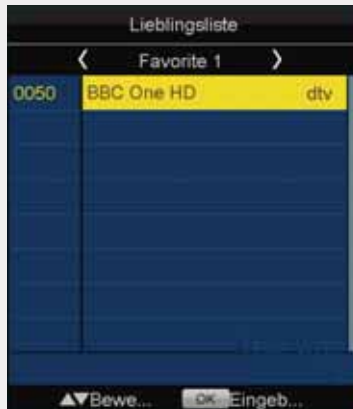 Lieblingsliste
Favorite 1
0050 BBC One HD dtv
Bewe... OK Eingeb...